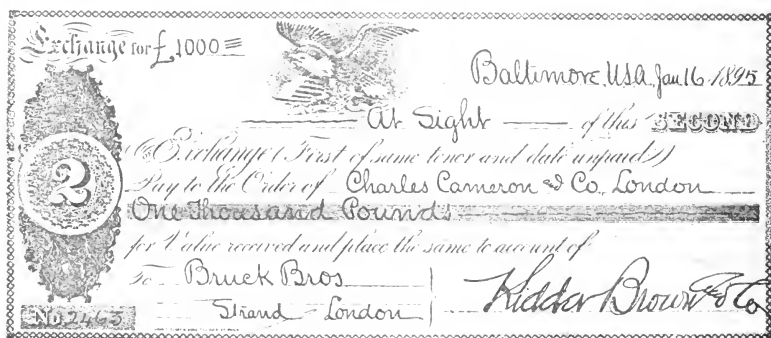 Exchange for £1000
Baltimore, USA, Jan 16 1895
At Sight of this SECOND
of Exchange (First of same tenor and date unpaid)
Pay to the Order of Charles Cameron & Co, London
One Thousand Pounds
for Value received and place the same to account of
To Bruck Bros
Strand - London
Kidder Brown & Co
2
No 2463